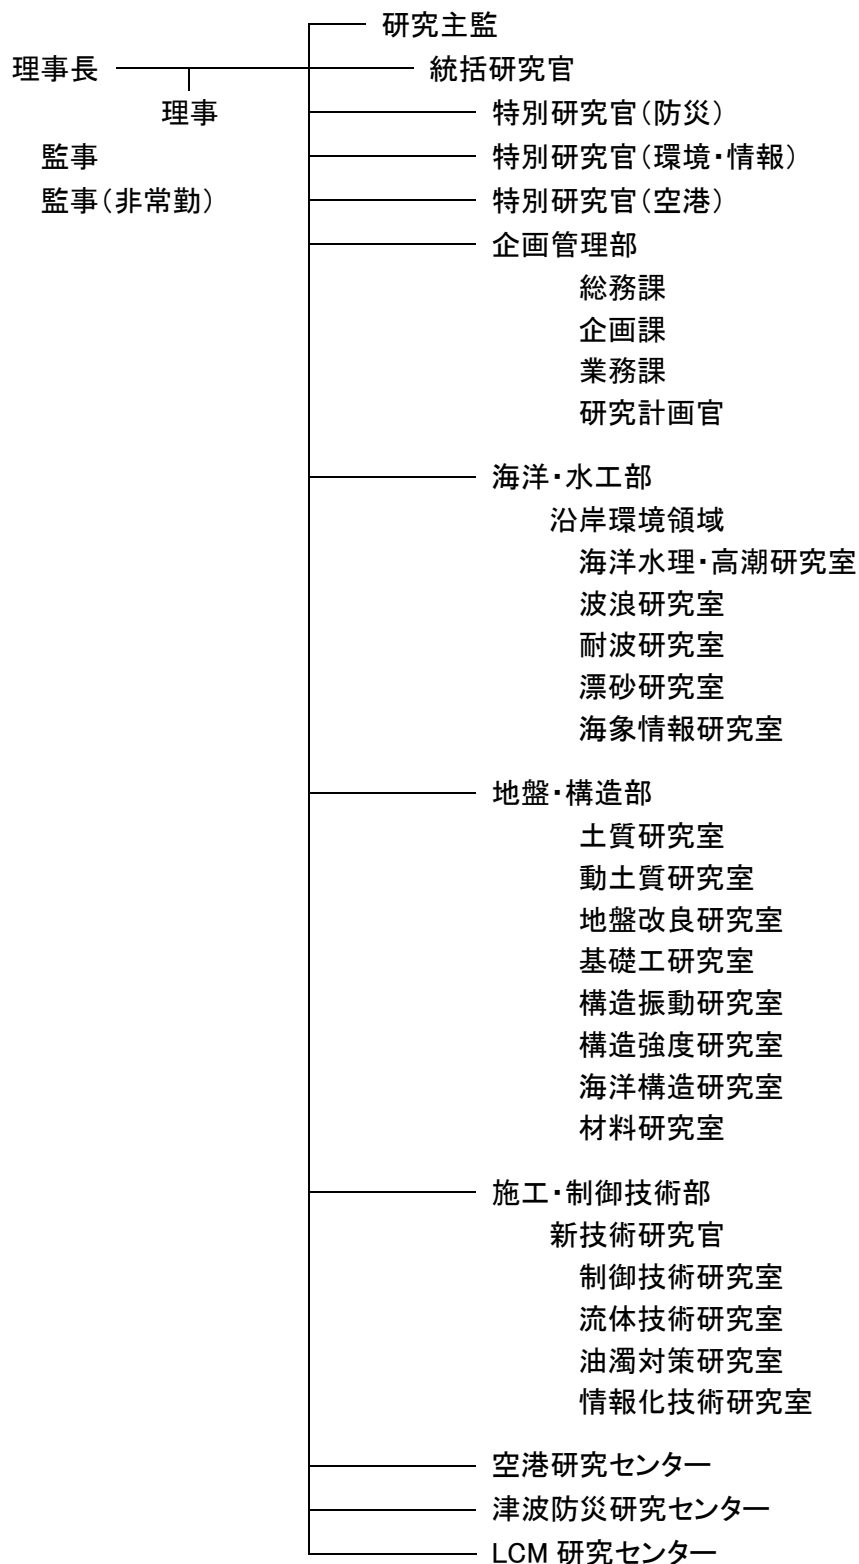 研究主監
理事長 統括研究官
理事 特別研究官(防災)
監事 特別研究官(環境・情報)
監事(非常勤) 特別研究官(空港)
企画管理部
総務課
企画課
業務課
研究計画官
海洋・水工部
沿岸環境領域
海洋水理・高潮研究室
波浪研究室
耐波研究室
漂砂研究室
海象情報研究室
地盤・構造部
土質研究室
動土質研究室
地盤改良研究室
基礎工研究室
構造振動研究室
構造強度研究室
海洋構造研究室
材料研究室
施工・制御技術部
新技術研究官
制御技術研究室
流体技術研究室
油濁対策研究室
情報化技術研究室
空港研究センター
津波防災研究センター
LCM 研究センター